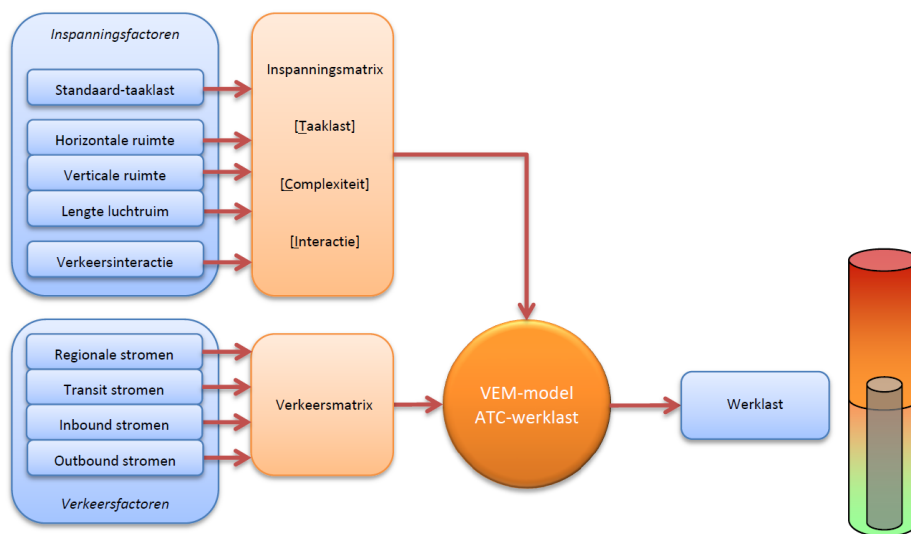 Inspanningsfactoren
Standaard-taaklast
Horizontale ruimte
Verticale ruimte
Lengte luchtruim
Verkeersinteractie
Inspanningsmatrix
[Taaklast]
[Complexiteit]
[Interactie]
Regionale stromen
Transit stromen
Inbound stromen
Outbound stromen
Verkeersfactoren
Verkeersmatrix
VEM-model
ATC-werklast
Werklast